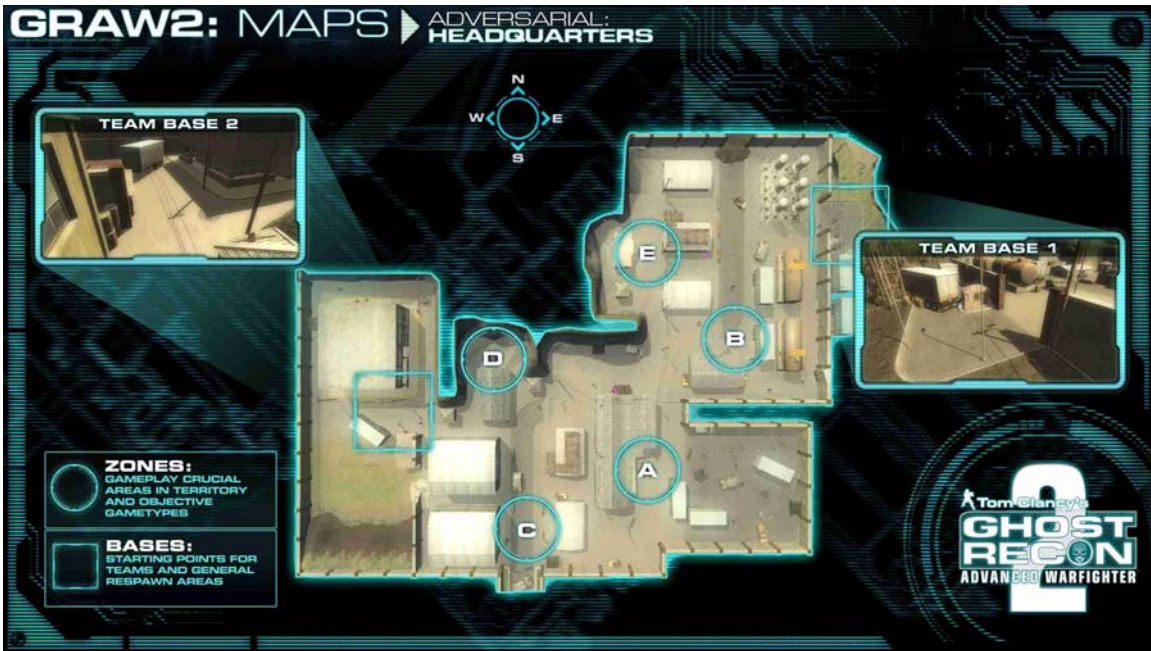 GRAW2: MAPS
ADVERSARIAL:
HEADQUARTERS
N
W E
S
TEAM BASE 2
TEAM BASE 1
E
B
D
A
C
ZONES:
GAMEPLAY CRUCIAL
AREAS IN TERRITORY
AND OBJECTIVE
GAMETYPES
BASES:
STARTING POINTS FOR
TEAMS AND GENERAL
RESPAWN AREAS
2
Tom Clancy's
GHOST
RECON
ADVANCED WARFIGHTER